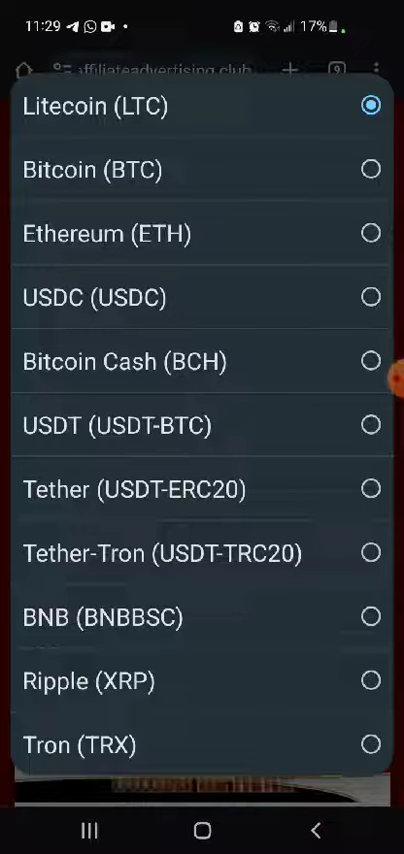 11:29
17%
affiliateadvertising.club
9
Litecoin (LTC)
Bitcoin (BTC)
Ethereum (ETH)
USDC (USDC)
Bitcoin Cash (BCH)
USDT (USDT-BTC)
Tether (USDT-ERC20)
Tether-Tron (USDT-TRC20)
BNB (BNBBSC)
Ripple (XRP)
Tron (TRX)